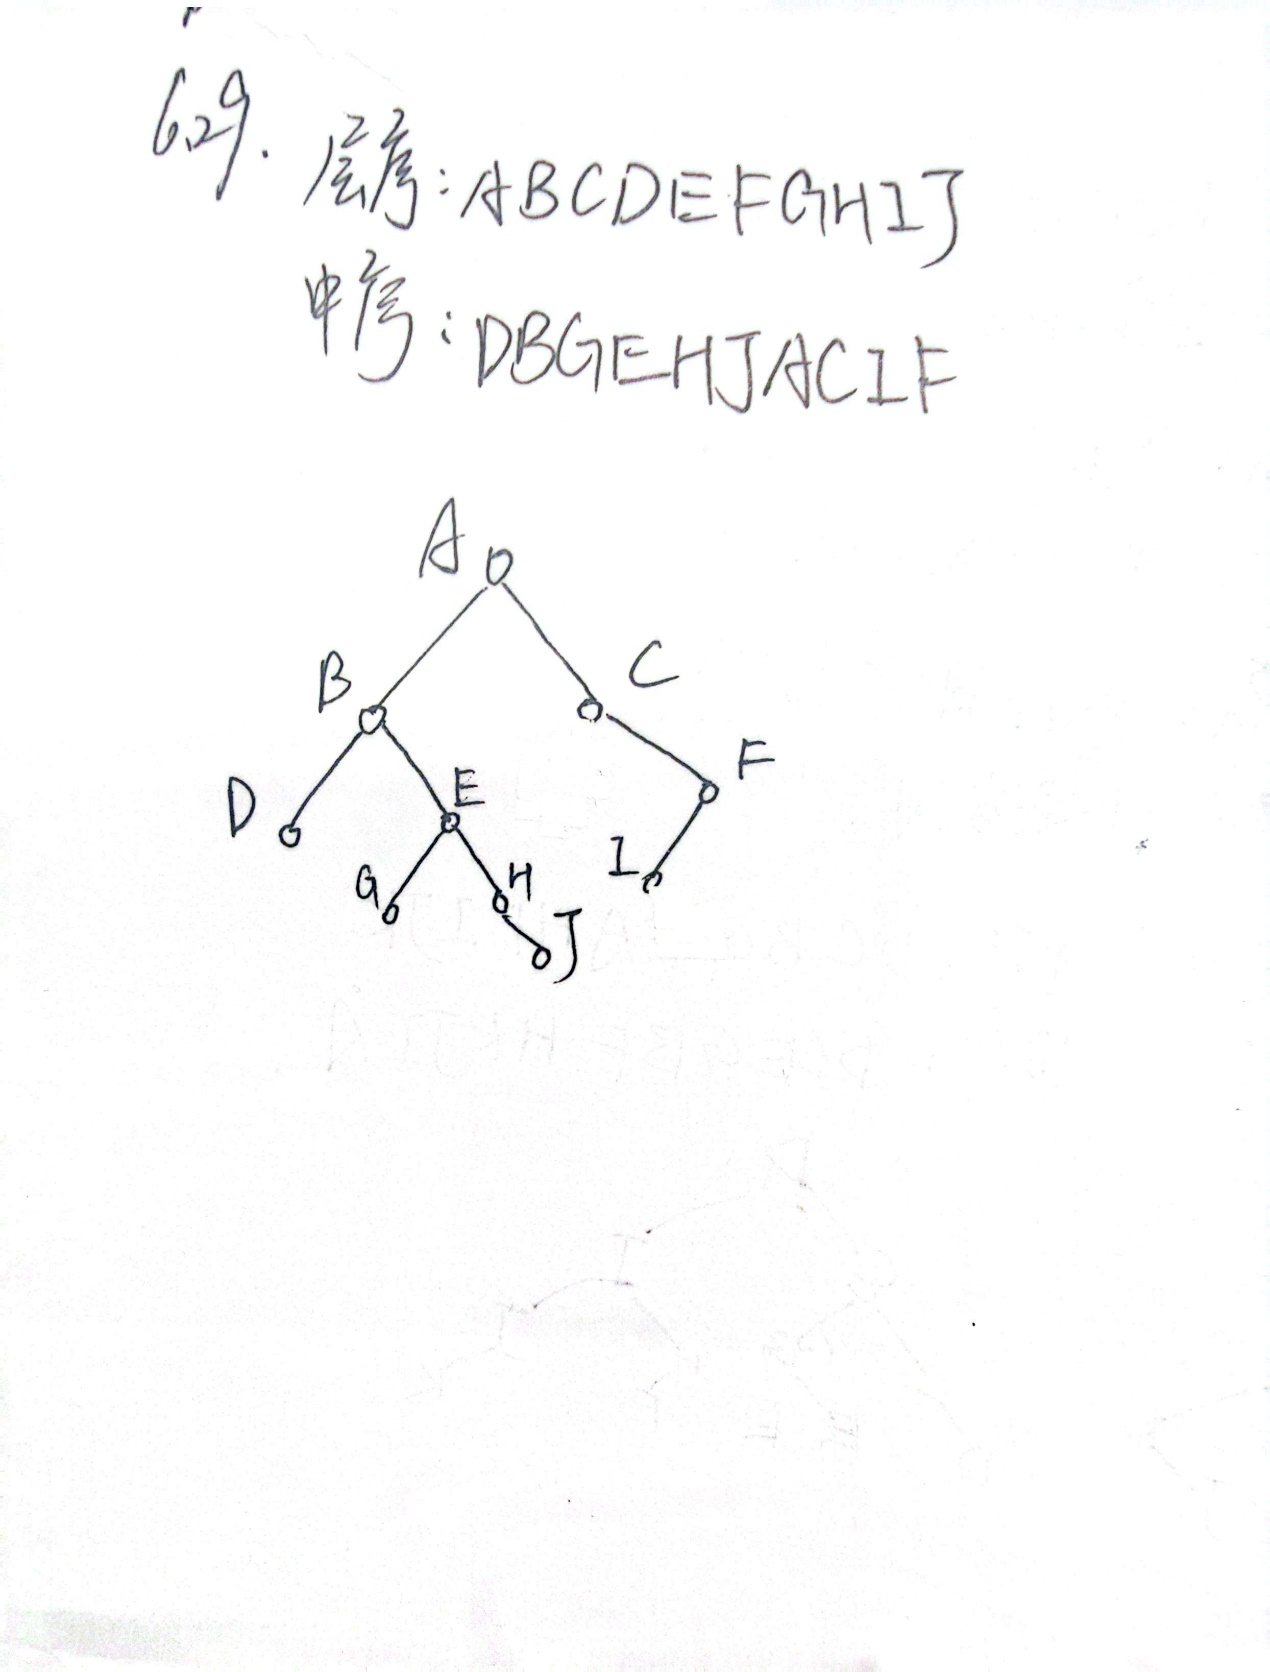 6.29. 层序:ABCDEFGHIJ
中序:DBGEHJACIF
A
B
C
F
D
E
G
H
I
J